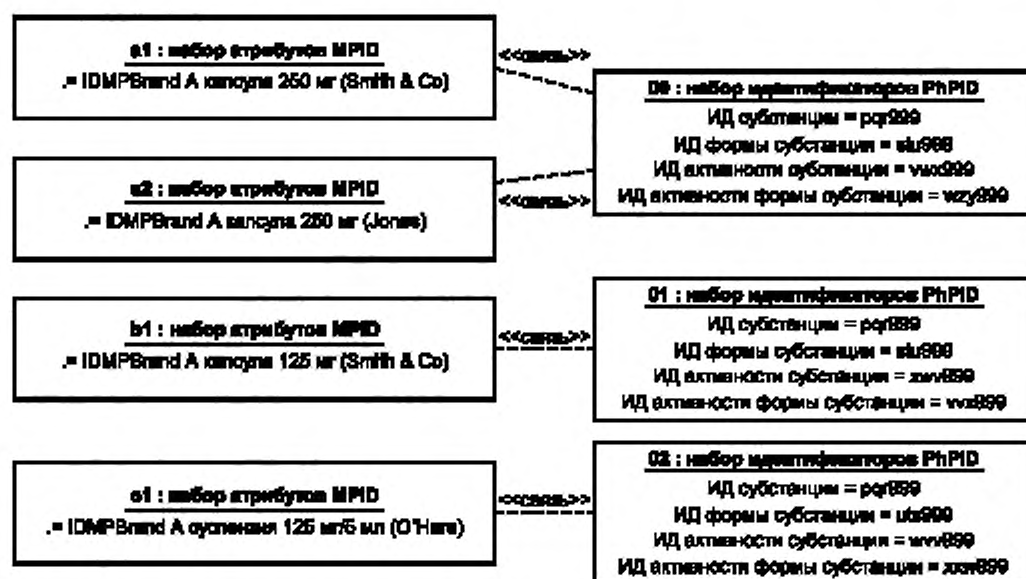 a1 : набор атрибутов MPID
.= IDMPBrand A капсула 250 мг (Smith & Co)
<<связь>>
a2 : набор атрибутов MPID
.= IDMPBrand A капсула 250 мг (Jones)
<<связь>>
00 : набор идентификаторов PhPID
ИД субстанции = pqr999
ИД формы субстанции = stu999
ИД активности субстанции = vwx999
ИД активности формы субстанции = wzy999
b1 : набор атрибутов MPID
.= IDMPBrand A капсула 125 мг (Smith & Co)
<<связь>>
01 : набор идентификаторов PhPID
ИД субстанции = pqr999
ИД формы субстанции = stu999
ИД активности субстанции =
ИД активности формы субстанции =
c1 : набор атрибутов MPID
.= IDMPBrand A суспензия 125 мг/5 мл (O'Hare)
<<связь>>
02 : набор идентификаторов PhPID
ИД субстанции = pqr999
ИД формы субстанции =
ИД активности субстанции =
ИД активности формы субстанции =